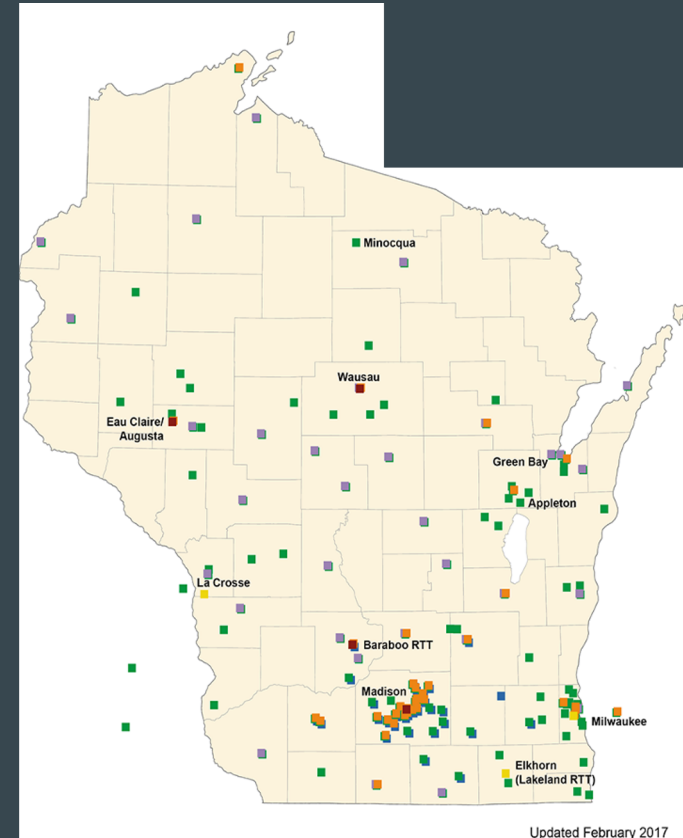 Minocqua
Wausau
Eau Claire/
Augusta
Green Bay
Appleton
La Crosse
Baraboo RTT
Madison
Milwaukee
Elkhorn
(Lakeland RTT)
Updated February 2017